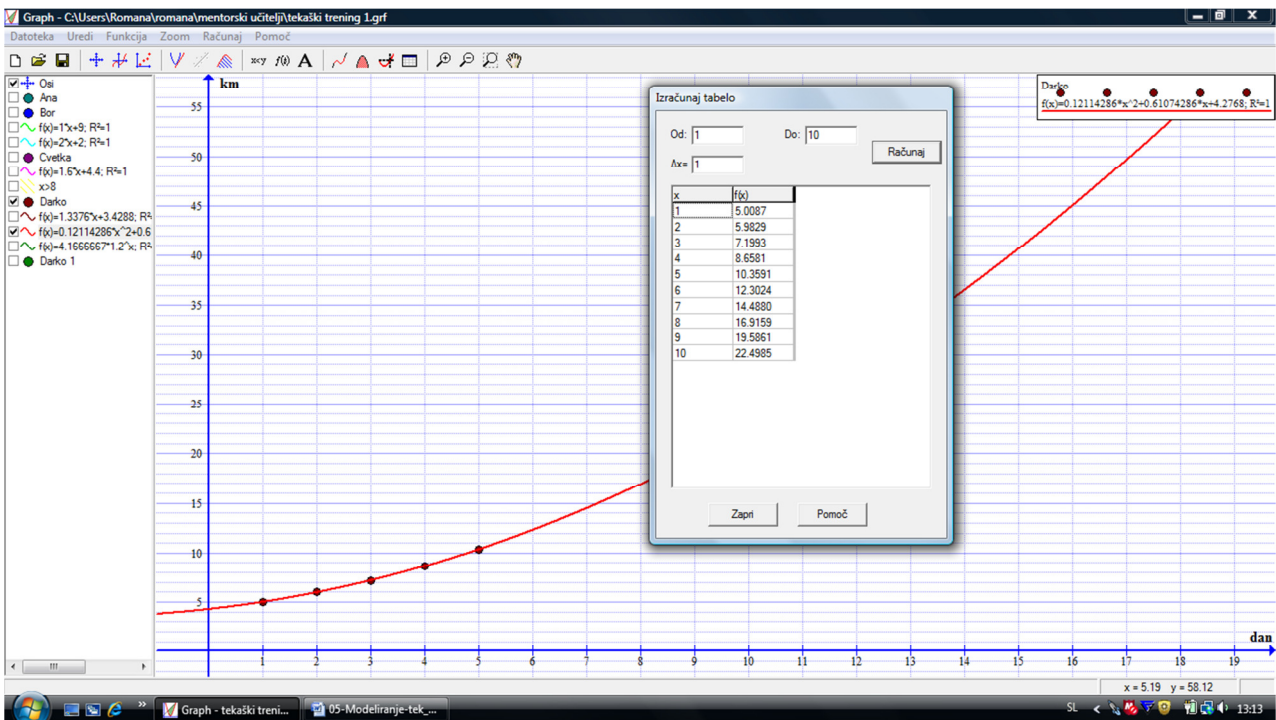 Graph - C:\Users\Romana\romana\mentorski učitelji\tekaški trening 1.grf
Datoteka Uredi Funkcija Zoom Računaj Pomoč
Osi
Ana
Bor
f(x)=1*x+9; R²=1
f(x)=2*x+2; R²=1
Cvetka
f(x)=1.6*x+4.4; R²=1
x>8
Darko
f(x)=1.3376*x+3.4288; R²
f(x)=0.12114286*x^2+0.6
f(x)=4.1666667*1.2^x; R²
Darko 1
km
55
50
45
40
35
30
25
20
15
10
5
1 2 3 4 5 6 7 8 9 10 11 12 13 14 15 16 17 18 19
dan
Darko
f(x)=0.12114286*x^2+0.61074286*x+4.2768; R²=1
Izračunaj tabelo
Od: 1 Do: 10
Računaj
Δx= 1
x f(x)
1 5.0087
2 5.9829
3 7.1993
4 8.6581
5 10.3591
6 12.3024
7 14.4880
8 16.9159
9 19.5861
10 22.4985
Zapri Pomoč
x = 5.19 y = 58.12
Graph - tekaški treni... 05-Modeliranje-tek_... SL 13:13